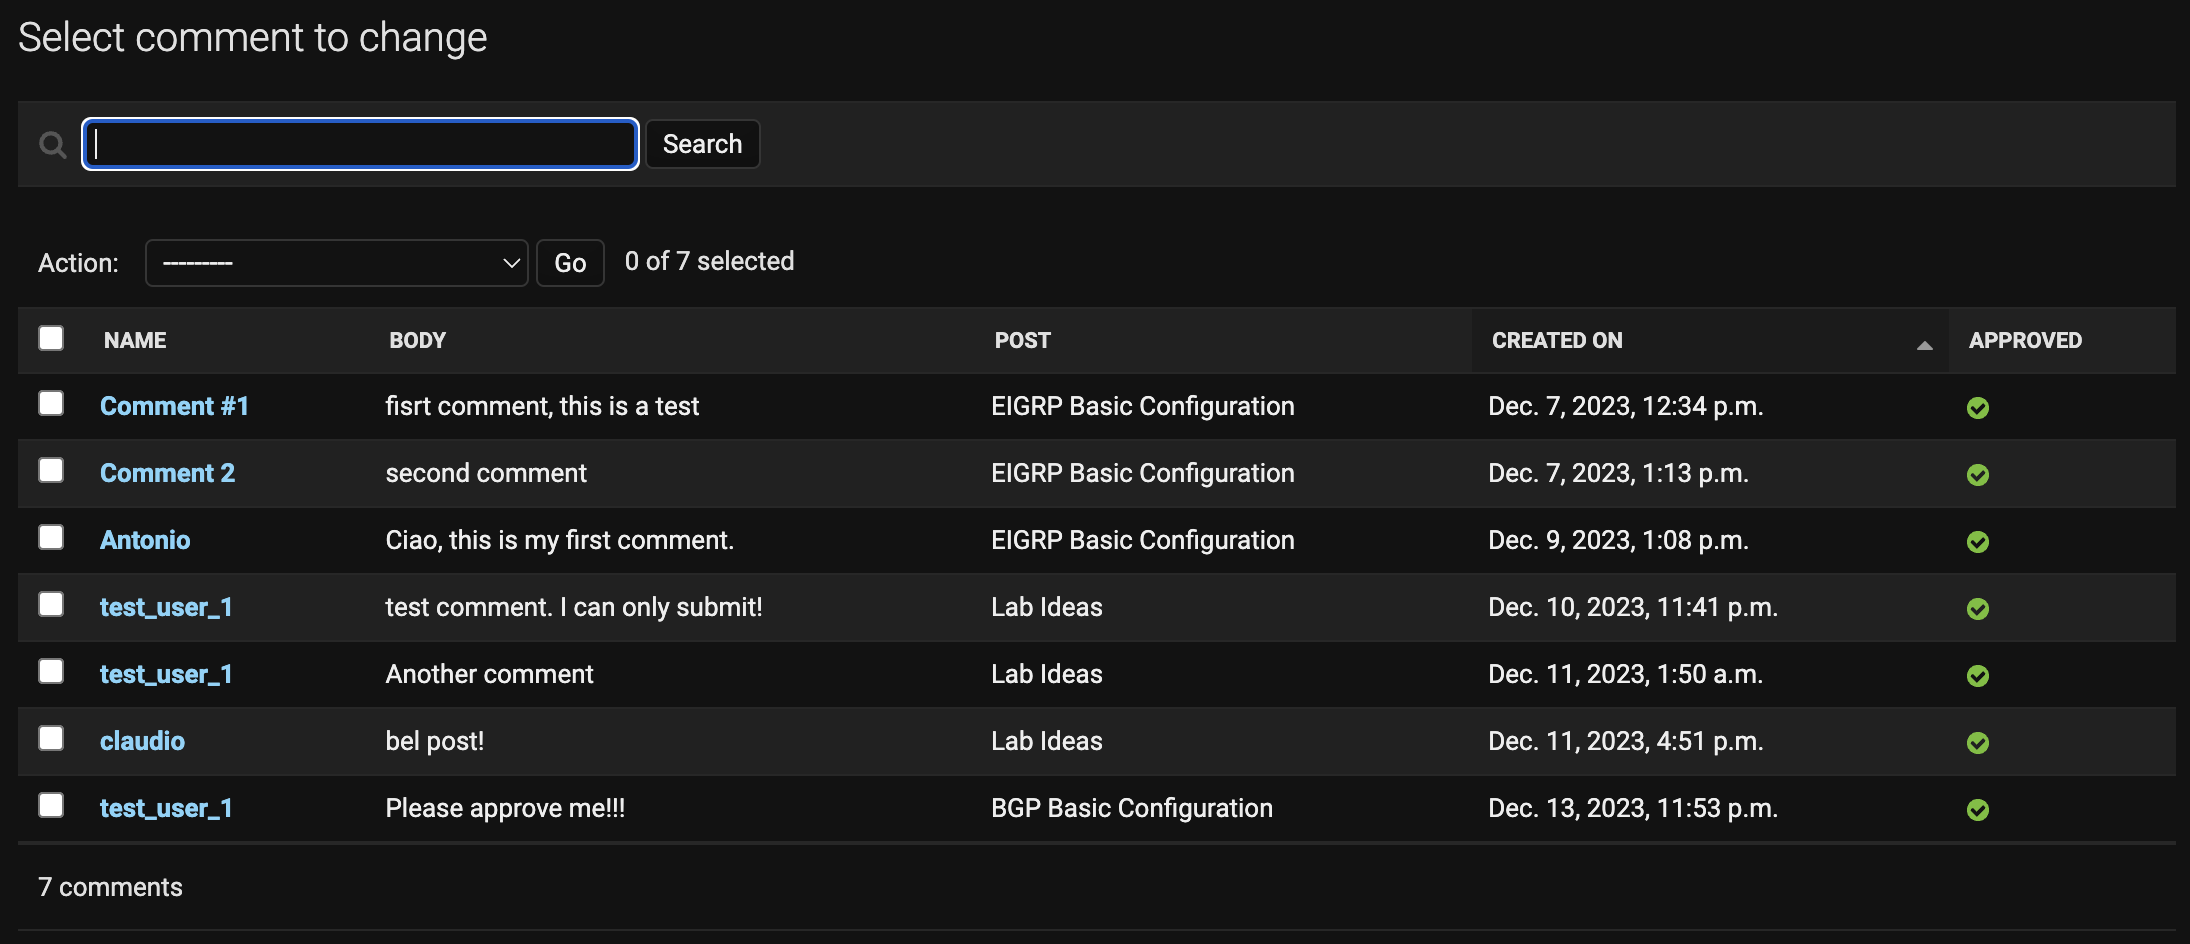 Select comment to change
Search
Action: --------- Go 0 of 7 selected
NAME BODY POST CREATED ON APPROVED
Comment #1 fisrt comment, this is a test EIGRP Basic Configuration Dec. 7, 2023, 12:34 p.m.
Comment 2 second comment EIGRP Basic Configuration Dec. 7, 2023, 1:13 p.m.
Antonio Ciao, this is my first comment. EIGRP Basic Configuration Dec. 9, 2023, 1:08 p.m.
test_user_1 test comment. I can only submit! Lab Ideas Dec. 10, 2023, 11:41 p.m.
test_user_1 Another comment Lab Ideas Dec. 11, 2023, 1:50 a.m.
claudio bel post! Lab Ideas Dec. 11, 2023, 4:51 p.m.
test_user_1 Please approve me!!! BGP Basic Configuration Dec. 13, 2023, 11:53 p.m.
7 comments